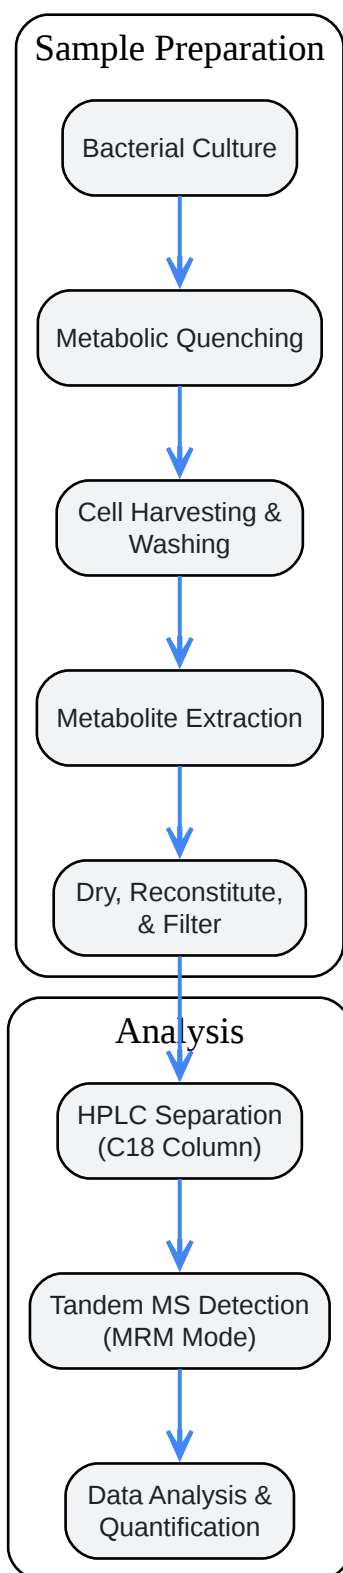 Sample Preparation
Bacterial Culture
Metabolic Quenching
Cell Harvesting &
Washing
Metabolite Extraction
Dry, Reconstitute,
& Filter
Analysis
HPLC Separation
(C18 Column)
Tandem MS Detection
(MRM Mode)
Data Analysis &
Quantification